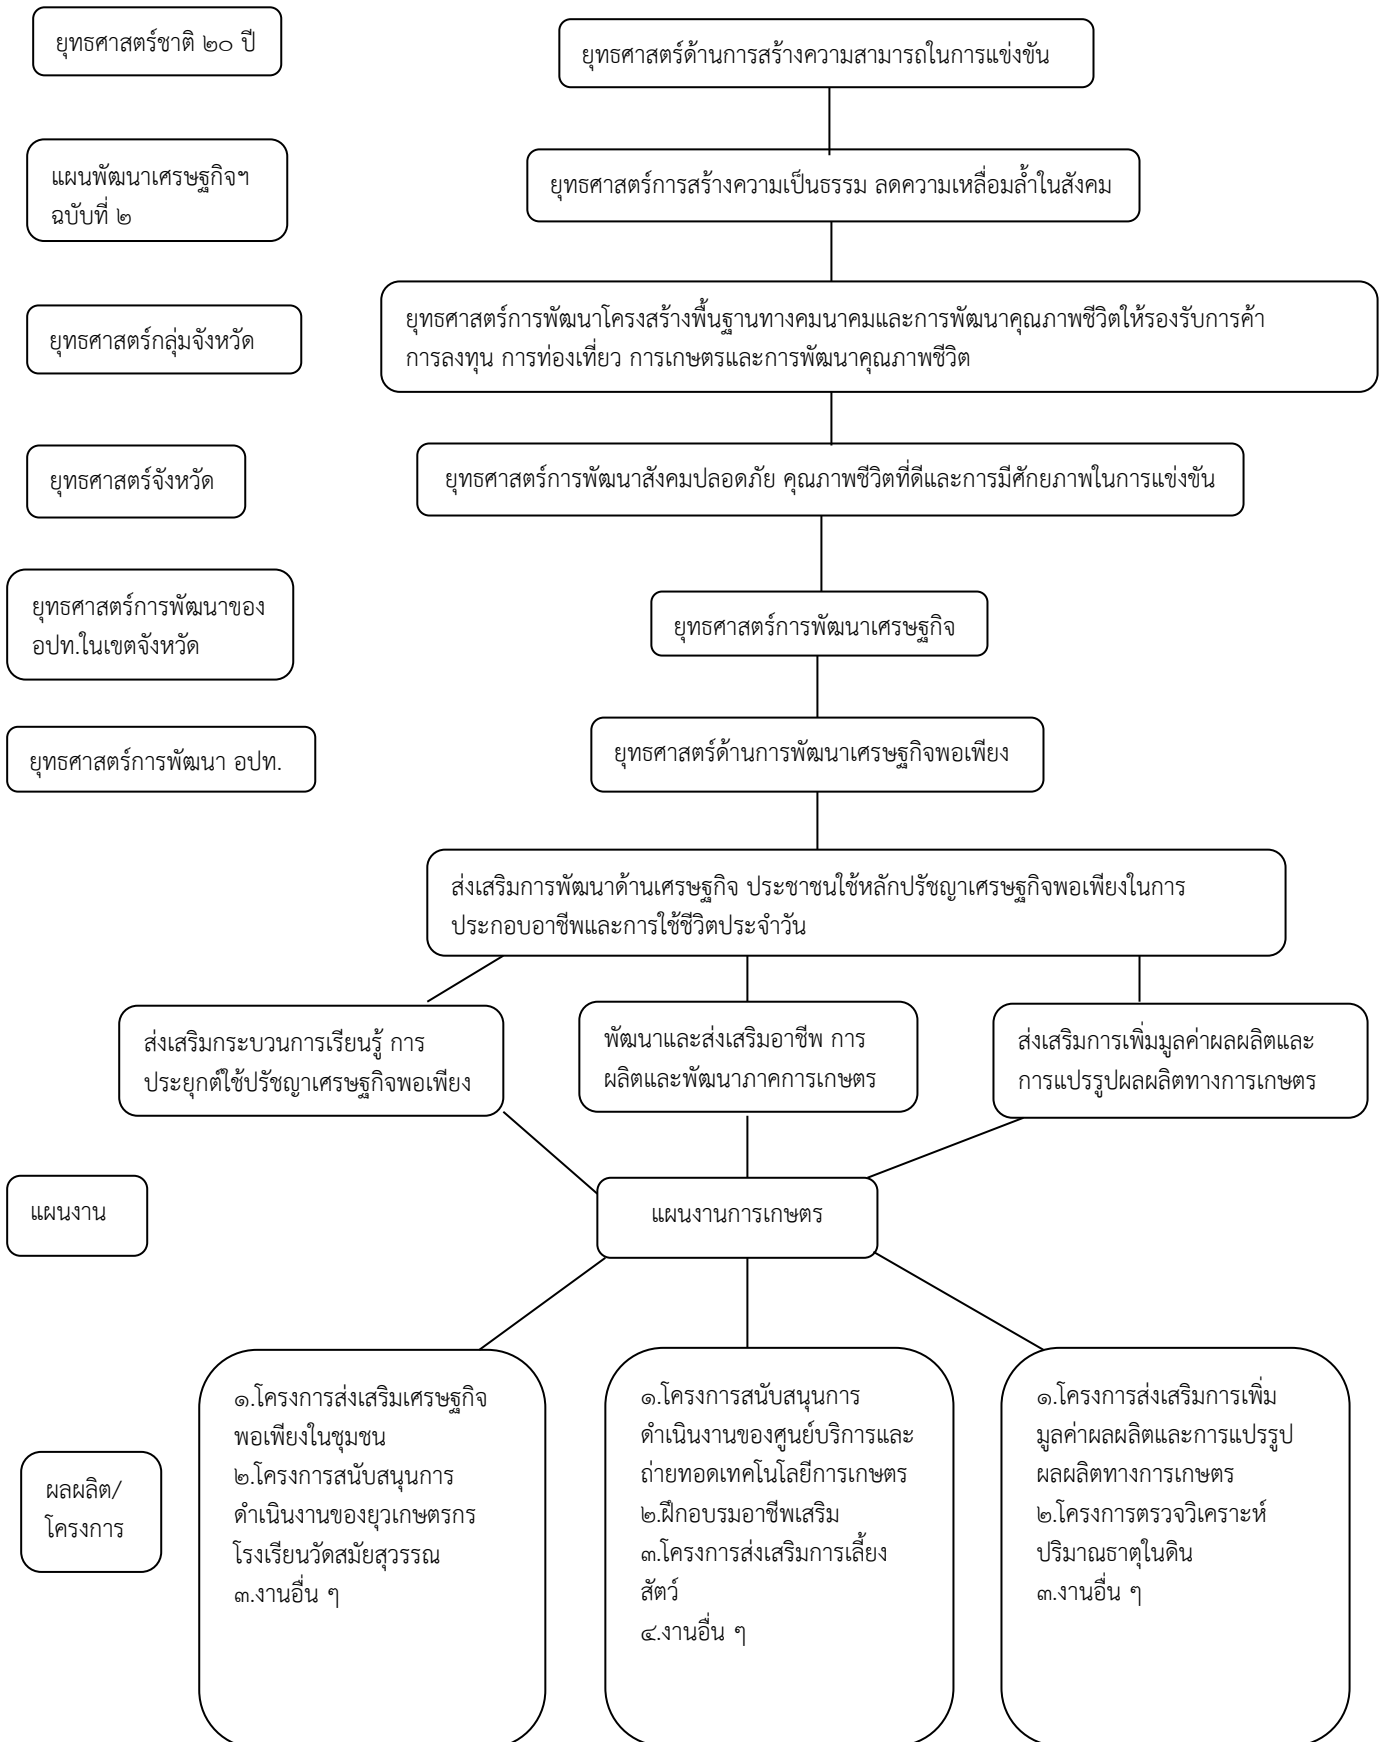 ยุทธศาสตร์ชาติ ๒๐ ปี
ยุทธศาสตร์ด้านการสร้างความสามารถในการแข่งขัน
แผนพัฒนาเศรษฐกิจฯ
ฉบับที่ ๒
ยุทธศาสตร์การสร้างความเป็นธรรม ลดความเหลื่อมล้ำในสังคม
ยุทธศาสตร์กลุ่มจังหวัด
ยุทธศาสตร์การพัฒนาโครงสร้างพื้นฐานทางคมนาคมและการพัฒนาคุณภาพชีวิตให้รองรับการค้า
การลงทุน การท่องเที่ยว การเกษตรและการพัฒนาคุณภาพชีวิต
ยุทธศาสตร์จังหวัด
ยุทธศาสตร์การพัฒนาสังคมปลอดภัย คุณภาพชีวิตที่ดีและการมีศักยภาพในการแข่งขัน
ยุทธศาสตร์การพัฒนาของ
อปท.ในเขตจังหวัด
ยุทธศาสตร์การพัฒนาเศรษฐกิจ
ยุทธศาสตร์การพัฒนา อปท.
ยุทธศาสตร์ด้านการพัฒนาเศรษฐกิจพอเพียง
ส่งเสริมการพัฒนาด้านเศรษฐกิจ ประชาชนใช้หลักปรัชญาเศรษฐกิจพอเพียงในการ
ประกอบอาชีพและการใช้ชีวิตประจำวัน
ส่งเสริมกระบวนการเรียนรู้ การ
ประยุกต์ใช้ปรัชญาเศรษฐกิจพอเพียง
พัฒนาและส่งเสริมอาชีพ การ
ผลิตและพัฒนาภาคการเกษตร
ส่งเสริมการเพิ่มมูลค่าผลผลิตและ
การแปรรูปผลผลิตทางการเกษตร
แผนงาน
แผนงานการเกษตร
ผลผลิต/
โครงการ
๑.โครงการส่งเสริมเศรษฐกิจ
พอเพียงในชุมชน
๒.โครงการสนับสนุนการ
ดำเนินงานของยุวเกษตรกร
โรงเรียนวัดสมัยสุวรรณ
๓.งานอื่น ๆ
๑.โครงการสนับสนุนการ
ดำเนินงานของศูนย์บริการและ
ถ่ายทอดเทคโนโลยีการเกษตร
๒.ฝึกอบรมอาชีพเสริม
๓.โครงการส่งเสริมการเลี้ยง
สัตว์
๔.งานอื่น ๆ
๑.โครงการส่งเสริมการเพิ่ม
มูลค่าผลผลิตและการแปรรูป
ผลผลิตทางการเกษตร
๒.โครงการตรวจวิเคราะห์
ปริมาณธาตุในดิน
๓.งานอื่น ๆ